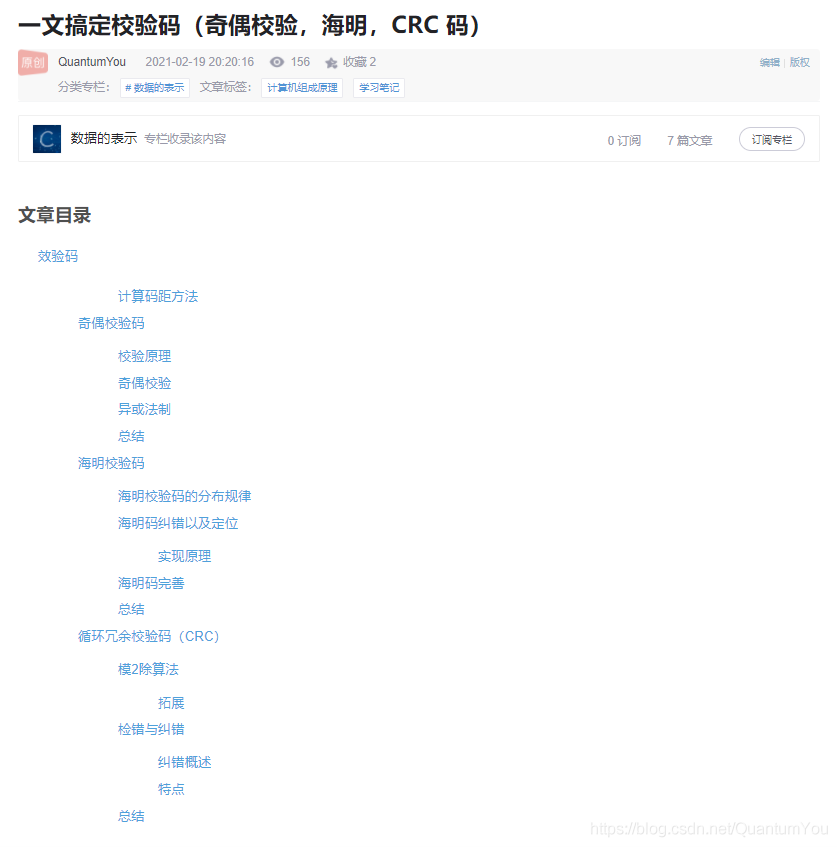 一文搞定校验码（奇偶校验，海明，CRC 码）
原创 QuantumYou 2021-02-19 20:20:16 156 收藏 2 编辑 | 版权
分类专栏： # 数据的表示 文章标签： 计算机组成原理 学习笔记
C 数据的表示 专栏收录该内容 0 订阅 7 篇文章 订阅专栏
文章目录
效验码
计算码距方法
奇偶校验码
校验原理
奇偶校验
异或法制
总结
海明校验码
海明校验码的分布规律
海明码纠错以及定位
实现原理
海明码完善
总结
循环冗余校验码（CRC）
模2除算法
拓展
检错与纠错
纠错概述
特点
总结
https://blog.csdn.net/QuantumYou